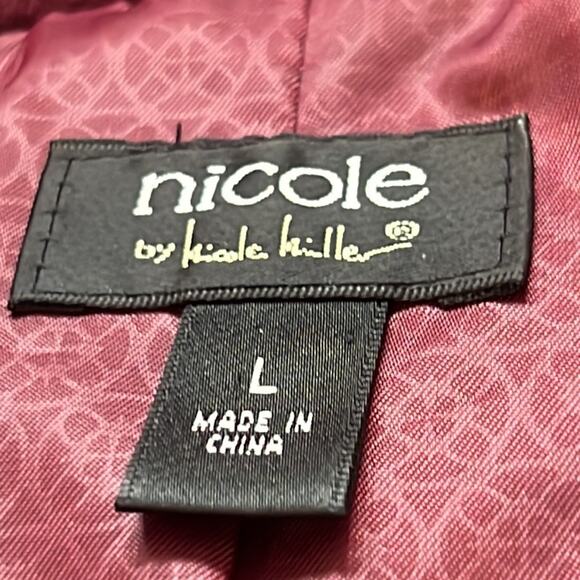 nicole
by Nicole Miller ®
L
MADE IN
CHINA